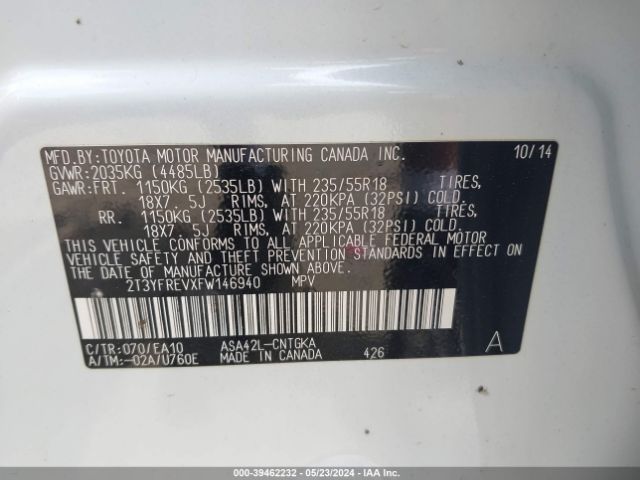 MFD.BY:TOYOTA MOTOR MANUFACTURING CANADA INC. 10/14
GVWR:2035KG (4485LB)
GAWR:FRT. 1150KG (2535LB) WITH 235/55R18 TIRES,
18X7.5J RIMS, AT 220KPA (32PSI) COLD.
RR. 1150KG (2535LB) WITH 235/55R18 TIRES,
18X7.5J RIMS, AT 220KPA (32PSI) COLD.
THIS VEHICLE CONFORMS TO ALL APPLICABLE FEDERAL MOTOR
VEHICLE SAFETY AND THEFT PREVENTION STANDARDS IN EFFECT ON
THE DATE OF MANUFACTURE SHOWN ABOVE.
2T3YFREVXFW146940 MPV
C/TR:070/EA10 ASA42L-CNTGKA
A/TM:-02A/U760E MADE IN CANADA 426 A
000-39462232 - 05/23/2024 - IAA Inc.